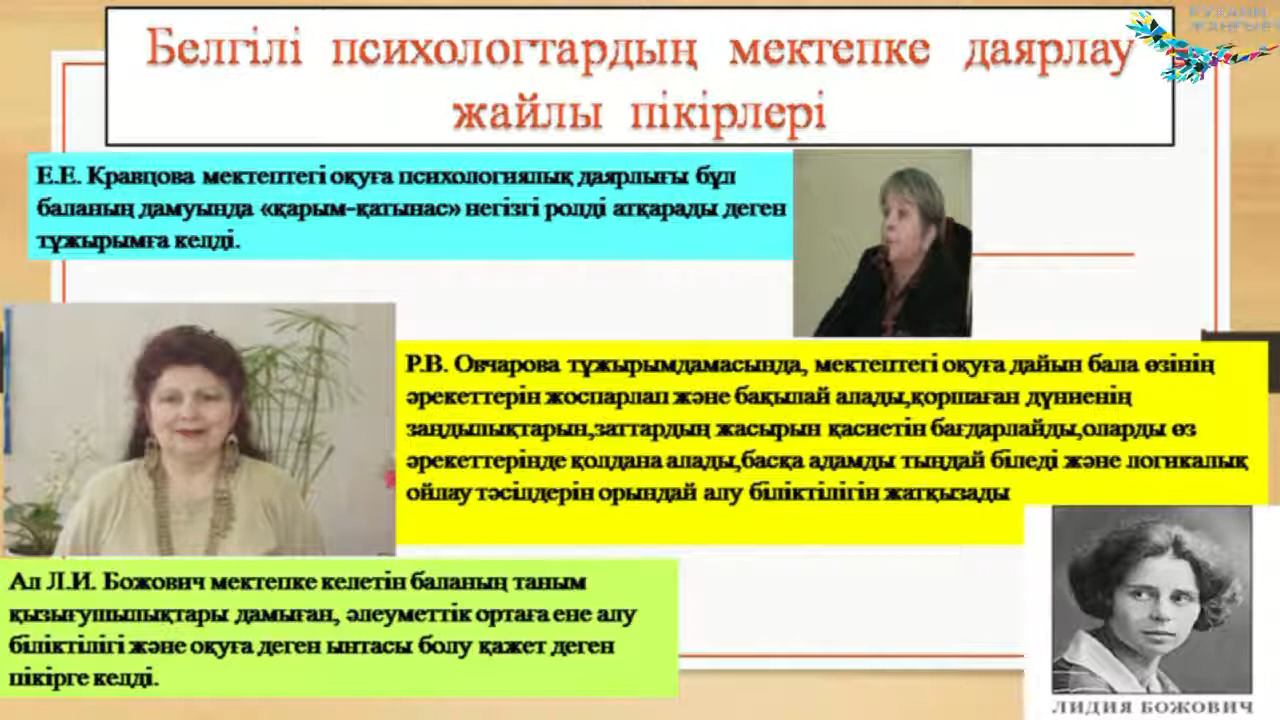 Белгілі психологтардың мектепке даярлау
жайлы пікірлері
РУХАНИ
ЖАҢҒЫРУ
Е.Е. Кравцова мектептегі оқуға психологиялық даярлығы бұл
баланың дамуында «қарым-қатынас» негізгі ролді атқарады деген
тұжырымға келді.
Р.В. Овчарова тұжырымдамасында, мектептегі оқуға дайын бала өзінің
әрекеттерін жоспарлап және бақылай алады,қоршаған дүниенің
заңдылықтарын,заттардың жасырын қасиетін бағдарлайды,оларды өз
әрекеттерінде қолдана алады,басқа адамды тыңдай біледі және логикалық
ойлау тәсілдерін орындай алу біліктілігін жатқызады
Ал Л.И. Божович мектепке келетін баланың таным
қызығушылықтары дамыған, әлеуметтік ортаға ене алу
біліктілігі және оқуға деген ынтасы болу қажет деген
пікірге келді.
ЛИДИЯ БОЖОВИЧ